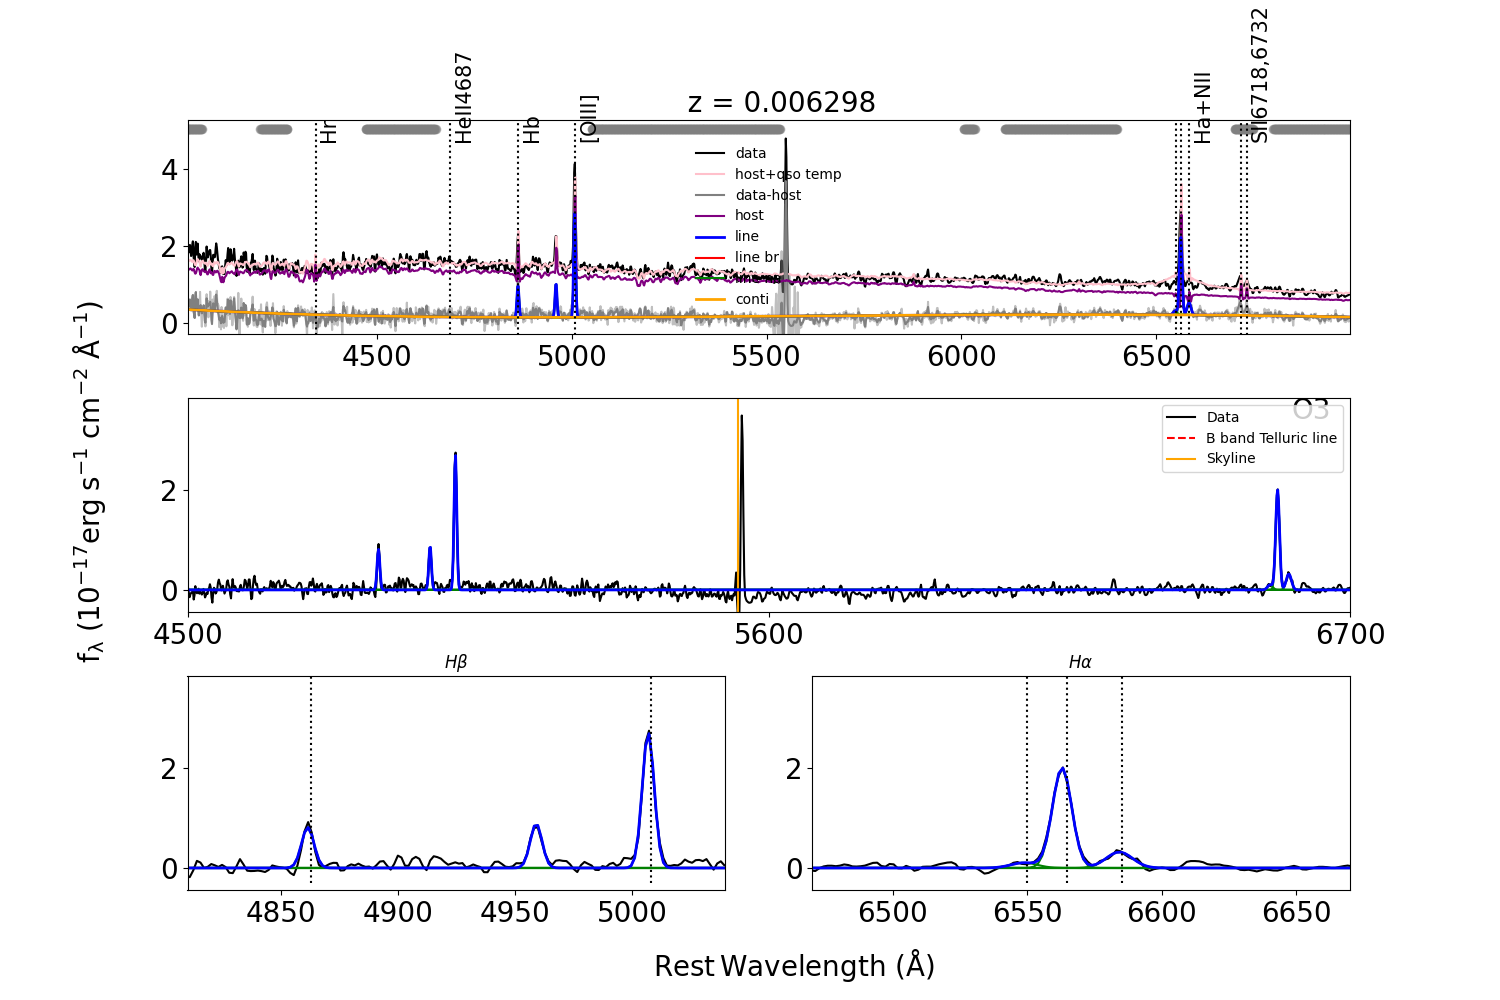 z = 0.006298
Hr
HeII4687
Hb
[OIII]
Ha+NII
SII6718,6732
data
host+qso temp
data-host
host
line
line br
conti
4
2
0
4500
5000
5500
6000
6500
O3
Data
B band Telluric line
Skyline
2
0
4500
5600
6700
fλ (10−17erg s−1 cm−2 Å−1)
Hβ
2
0
4850
4900
4950
5000
Hα
2
0
6500
6550
6600
6650
Rest Wavelength (Å)